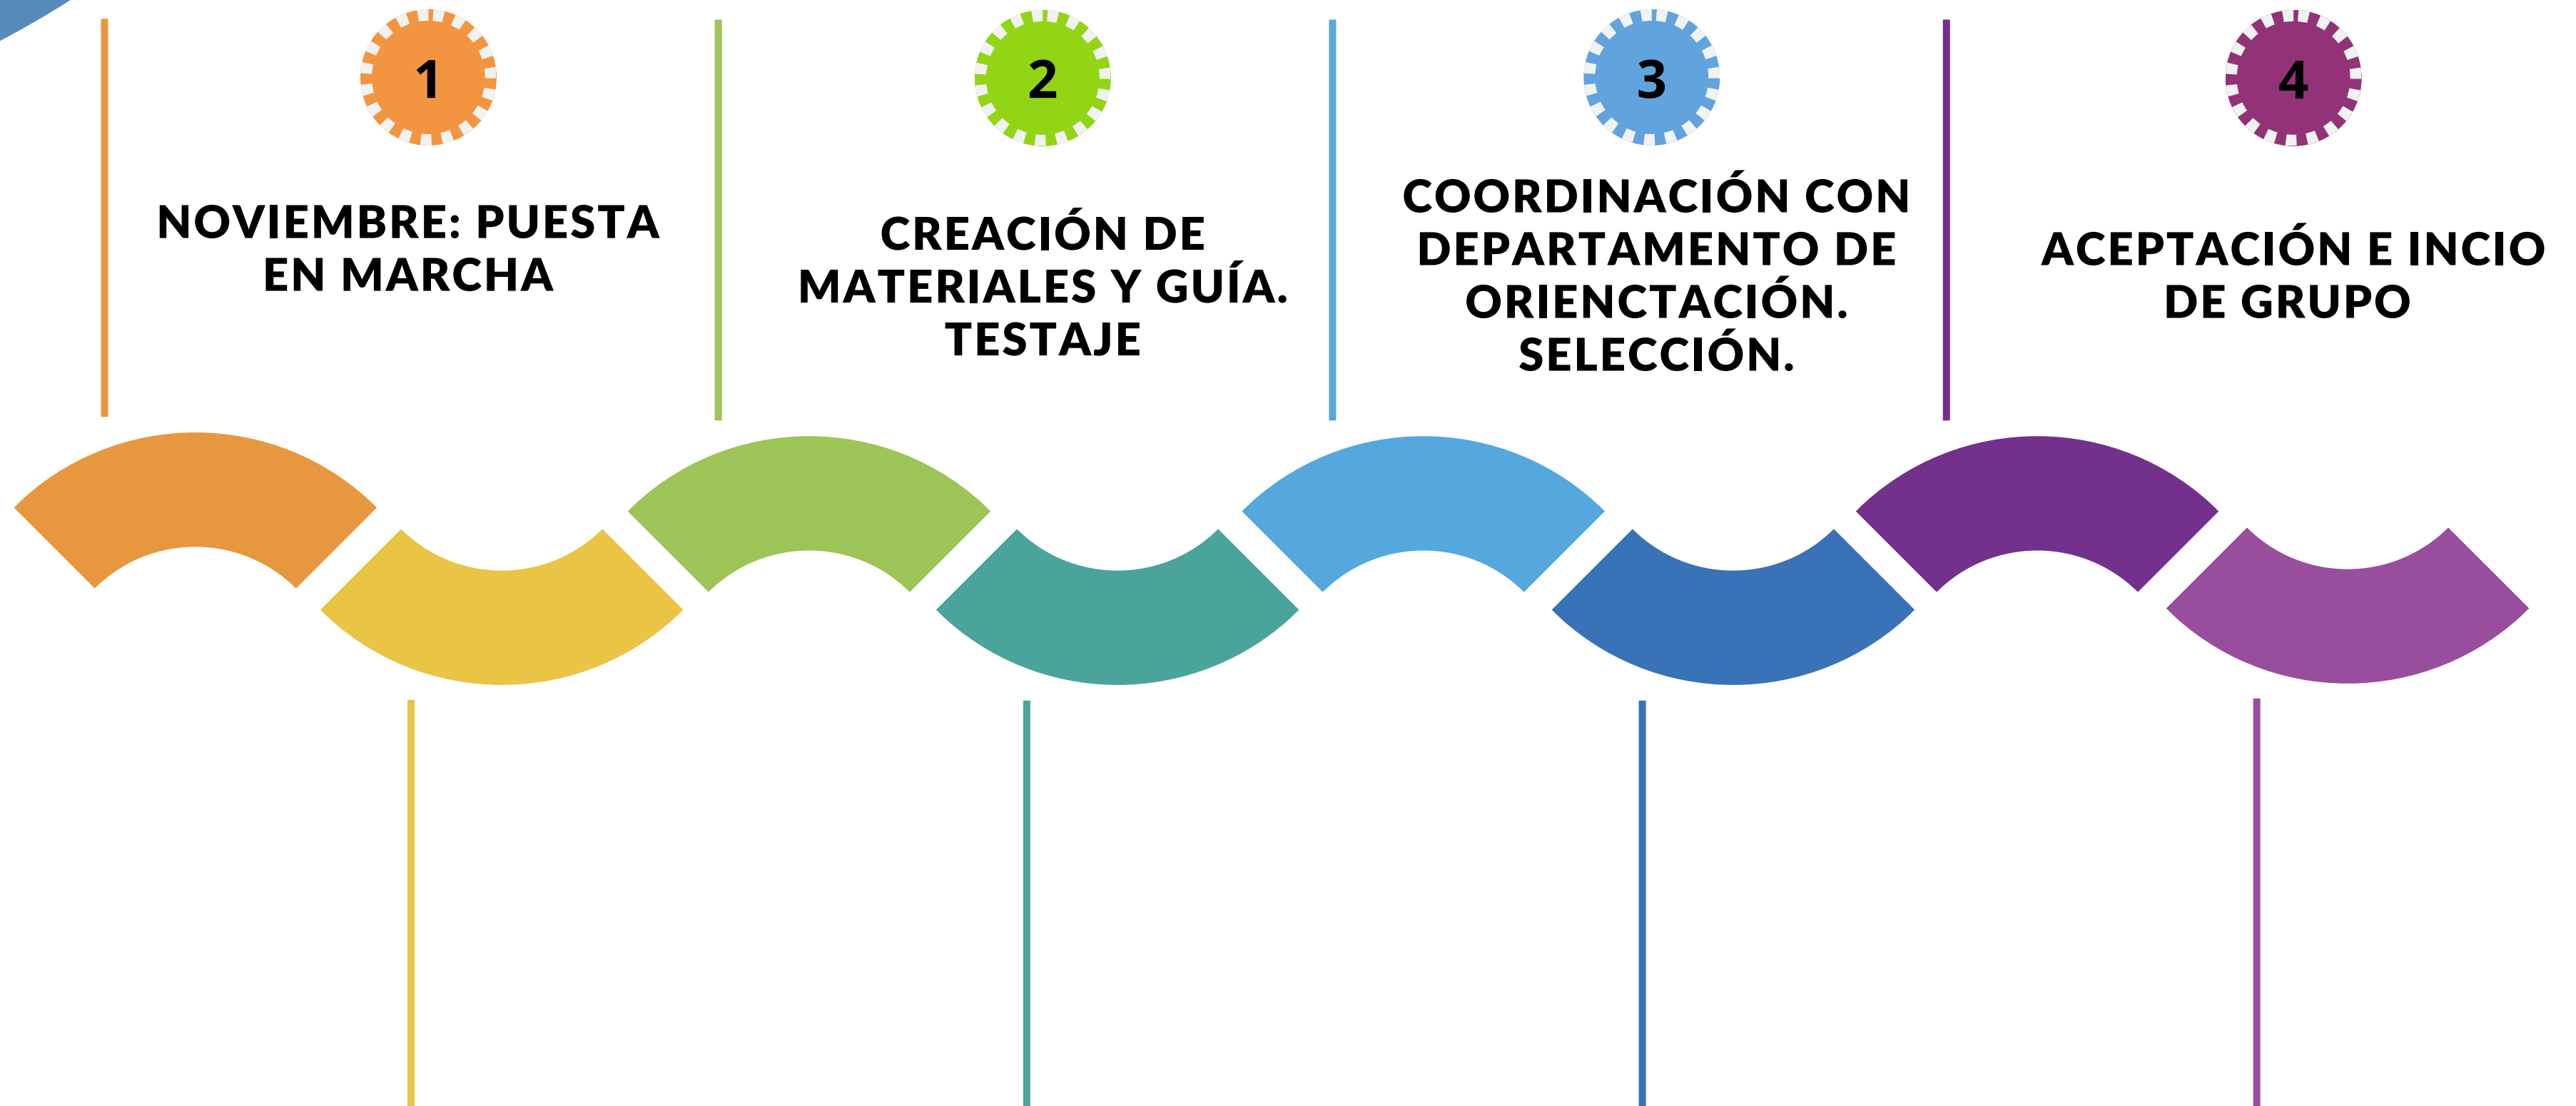 1
NOVIEMBRE: PUESTA
EN MARCHA
2
CREACIÓN DE
MATERIALES Y GUÍA.
TESTAJE
3
COORDINACIÓN CON
DEPARTAMENTO DE
ORIENCTACIÓN.
SELECCIÓN.
4
ACEPTACIÓN E INCIO
DE GRUPO